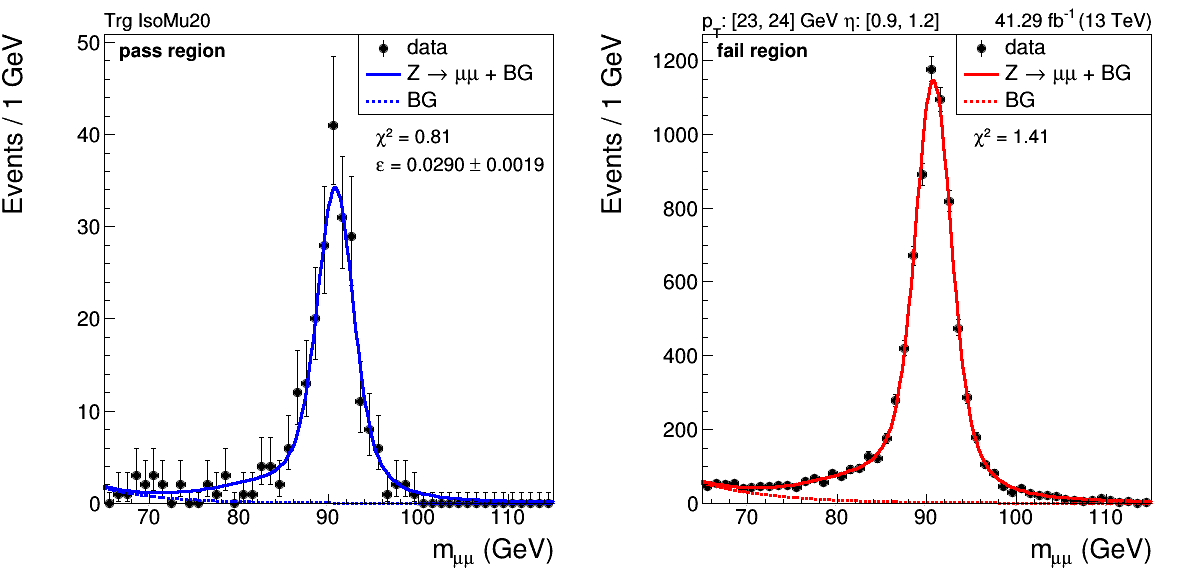 Trg IsoMu20
pass region
data
Z → μμ + BG
BG
χ² = 0.81
ε = 0.0290 ± 0.0019
Events / 1 GeV
50
40
30
20
10
0
70 80 90 100 110
m_μμ (GeV)
p_T: [23, 24] GeV η: [0.9, 1.2] 41.29 fb⁻¹ (13 TeV)
fail region
data
Z → μμ + BG
BG
χ² = 1.41
Events / 1 GeV
1200
1000
800
600
400
200
0
70 80 90 100 110
m_μμ (GeV)